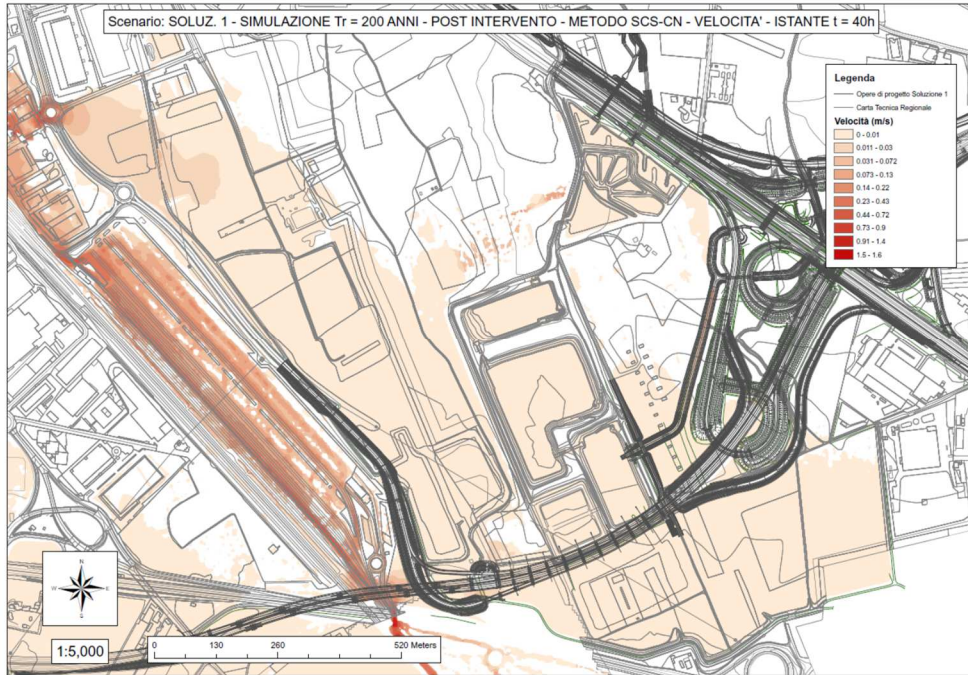 Scenario: SOLUZ. 1 - SIMULAZIONE Tr = 200 ANNI - POST INTERVENTO - METODO SCS-CN - VELOCITA' - ISTANTE t = 40h
Legenda
Opere di progetto Soluzione 1
Carta Tecnica Regionale
Velocità (m/s)
0 - 0.01
0.011 - 0.03
0.031 - 0.072
0.073 - 0.13
0.14 - 0.22
0.23 - 0.43
0.44 - 0.72
0.73 - 0.9
0.91 - 1.4
1.5 - 1.6
N
W E
S
1:5,000
0 130 260 520 Meters